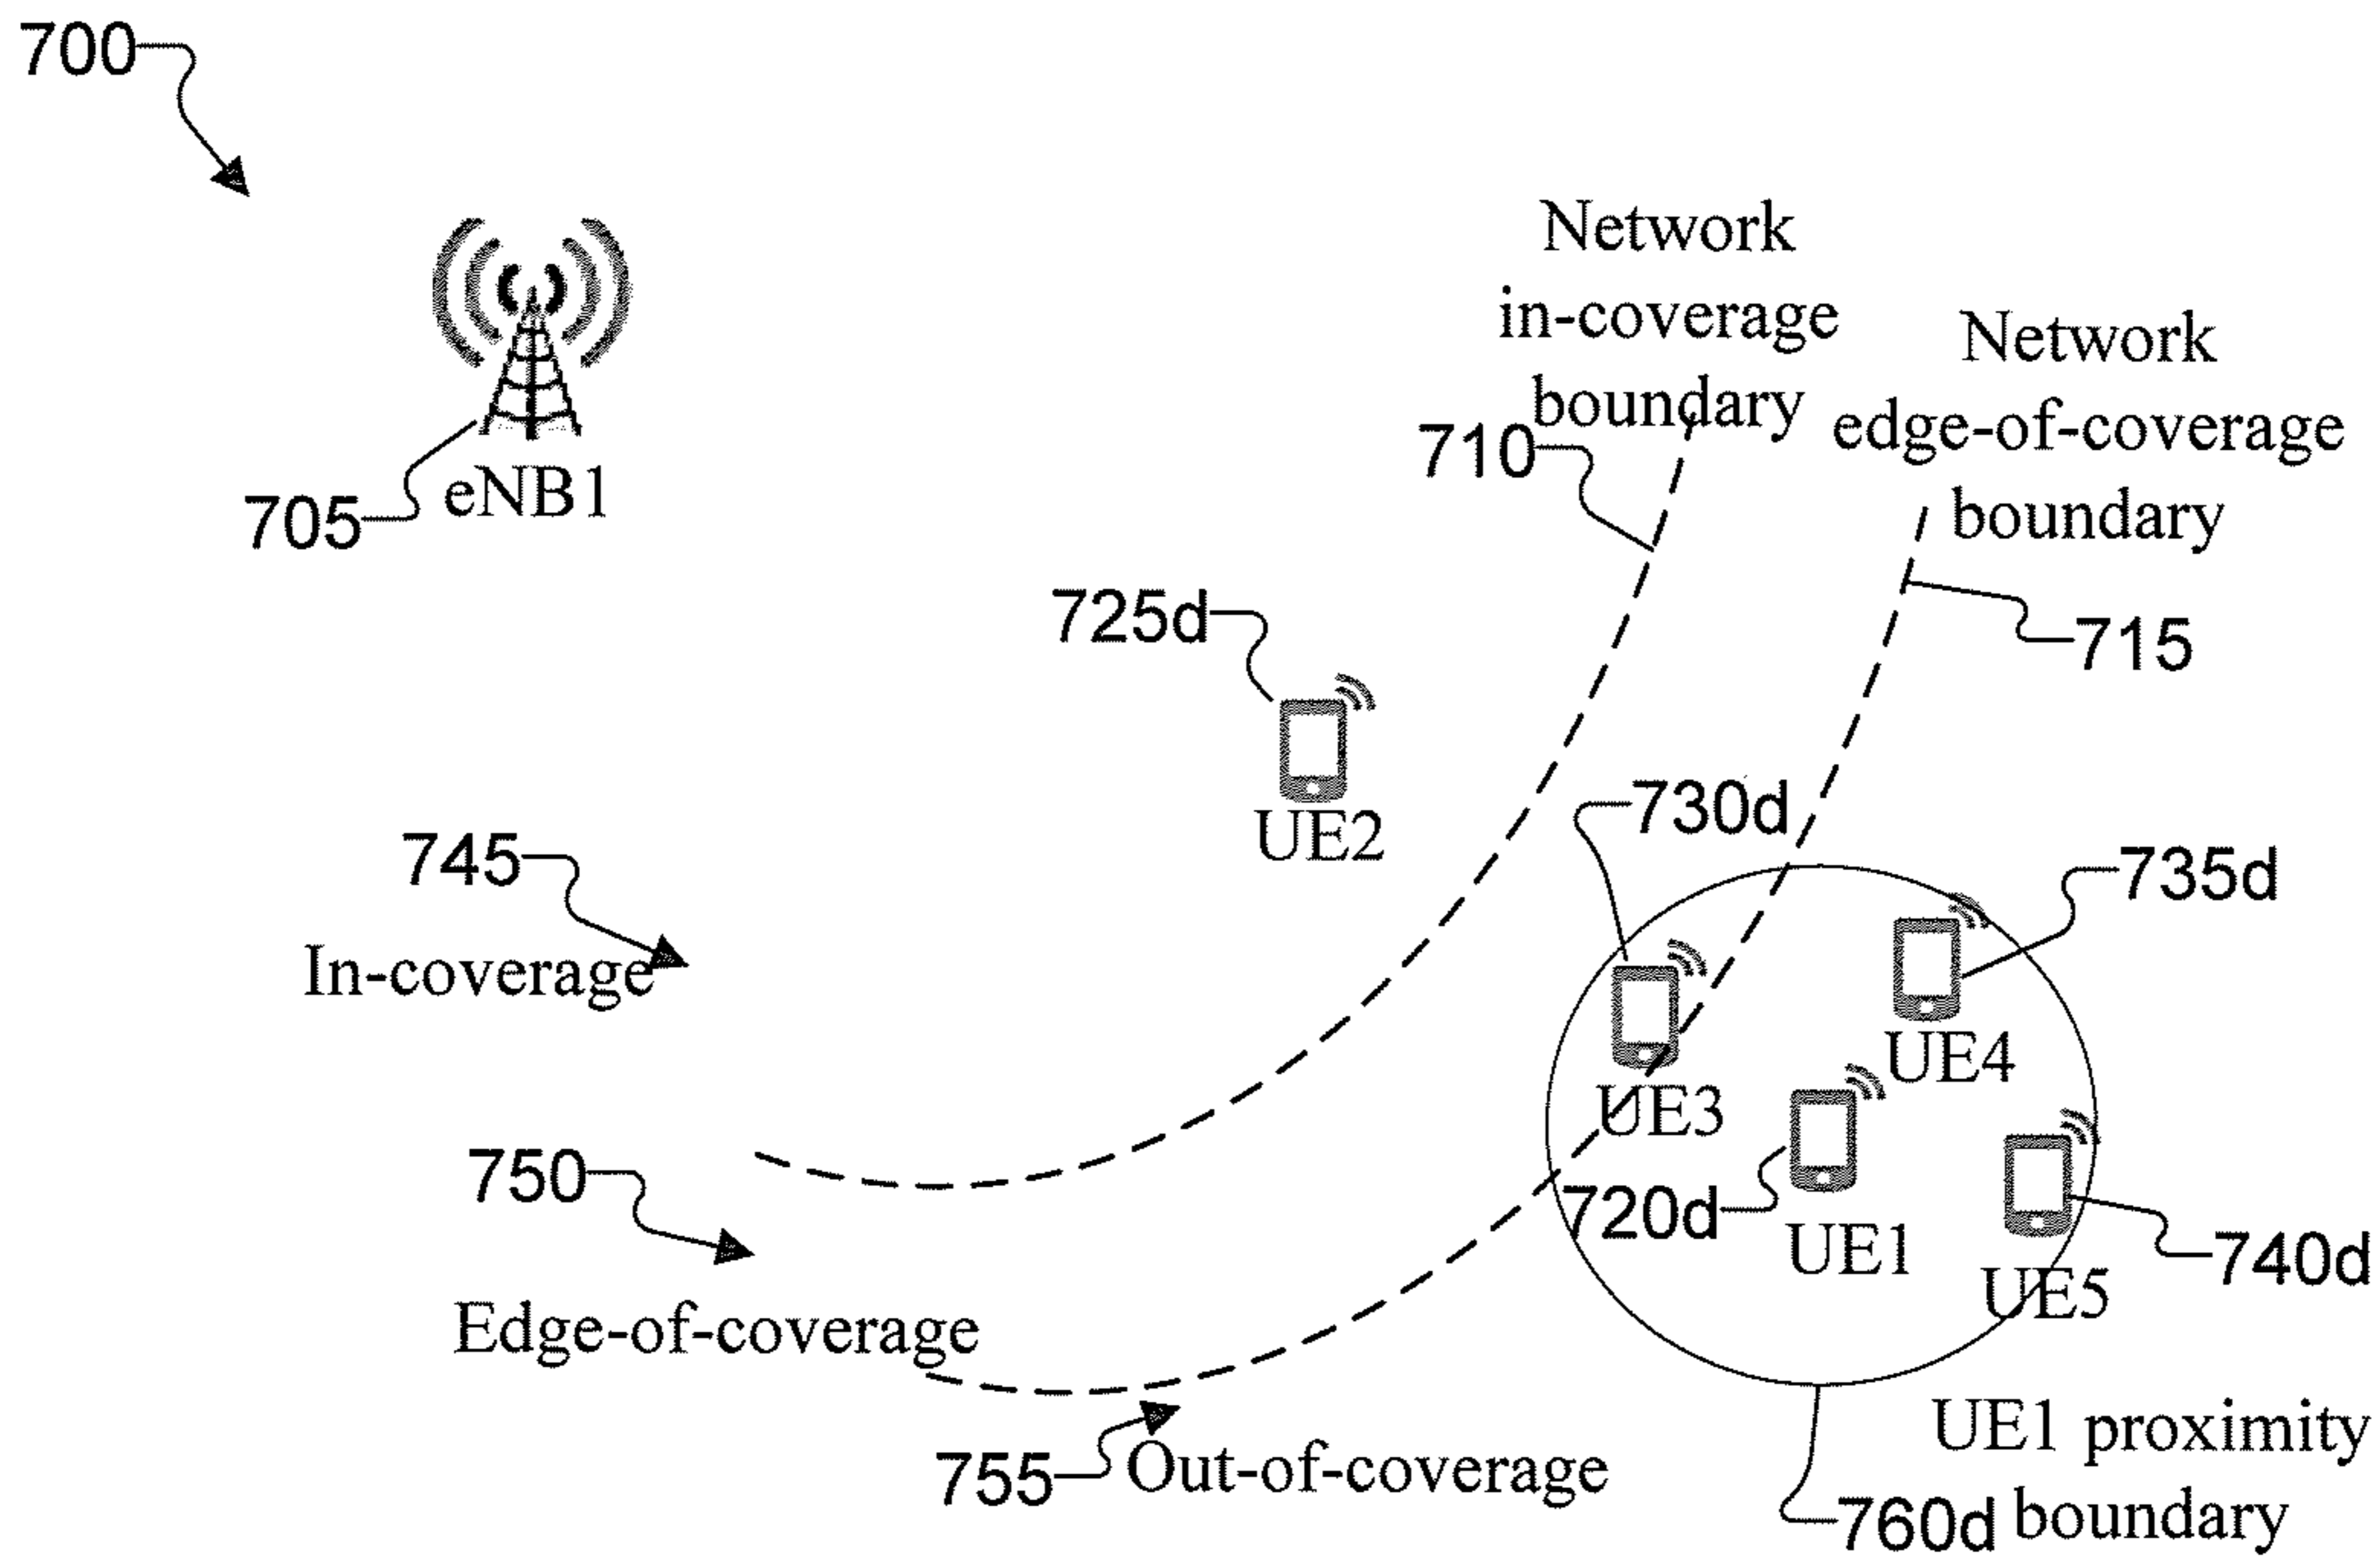 700
Network
in-coverage
boundary
Network
edge-of-coverage
boundary
710
705
eNB1
725d
715
UE2
730d
735d
745
In-coverage
UE4
UE3
750
720d
UE1
740d
UE5
Edge-of-coverage
755
Out-of-coverage
UE1 proximity
boundary
760d